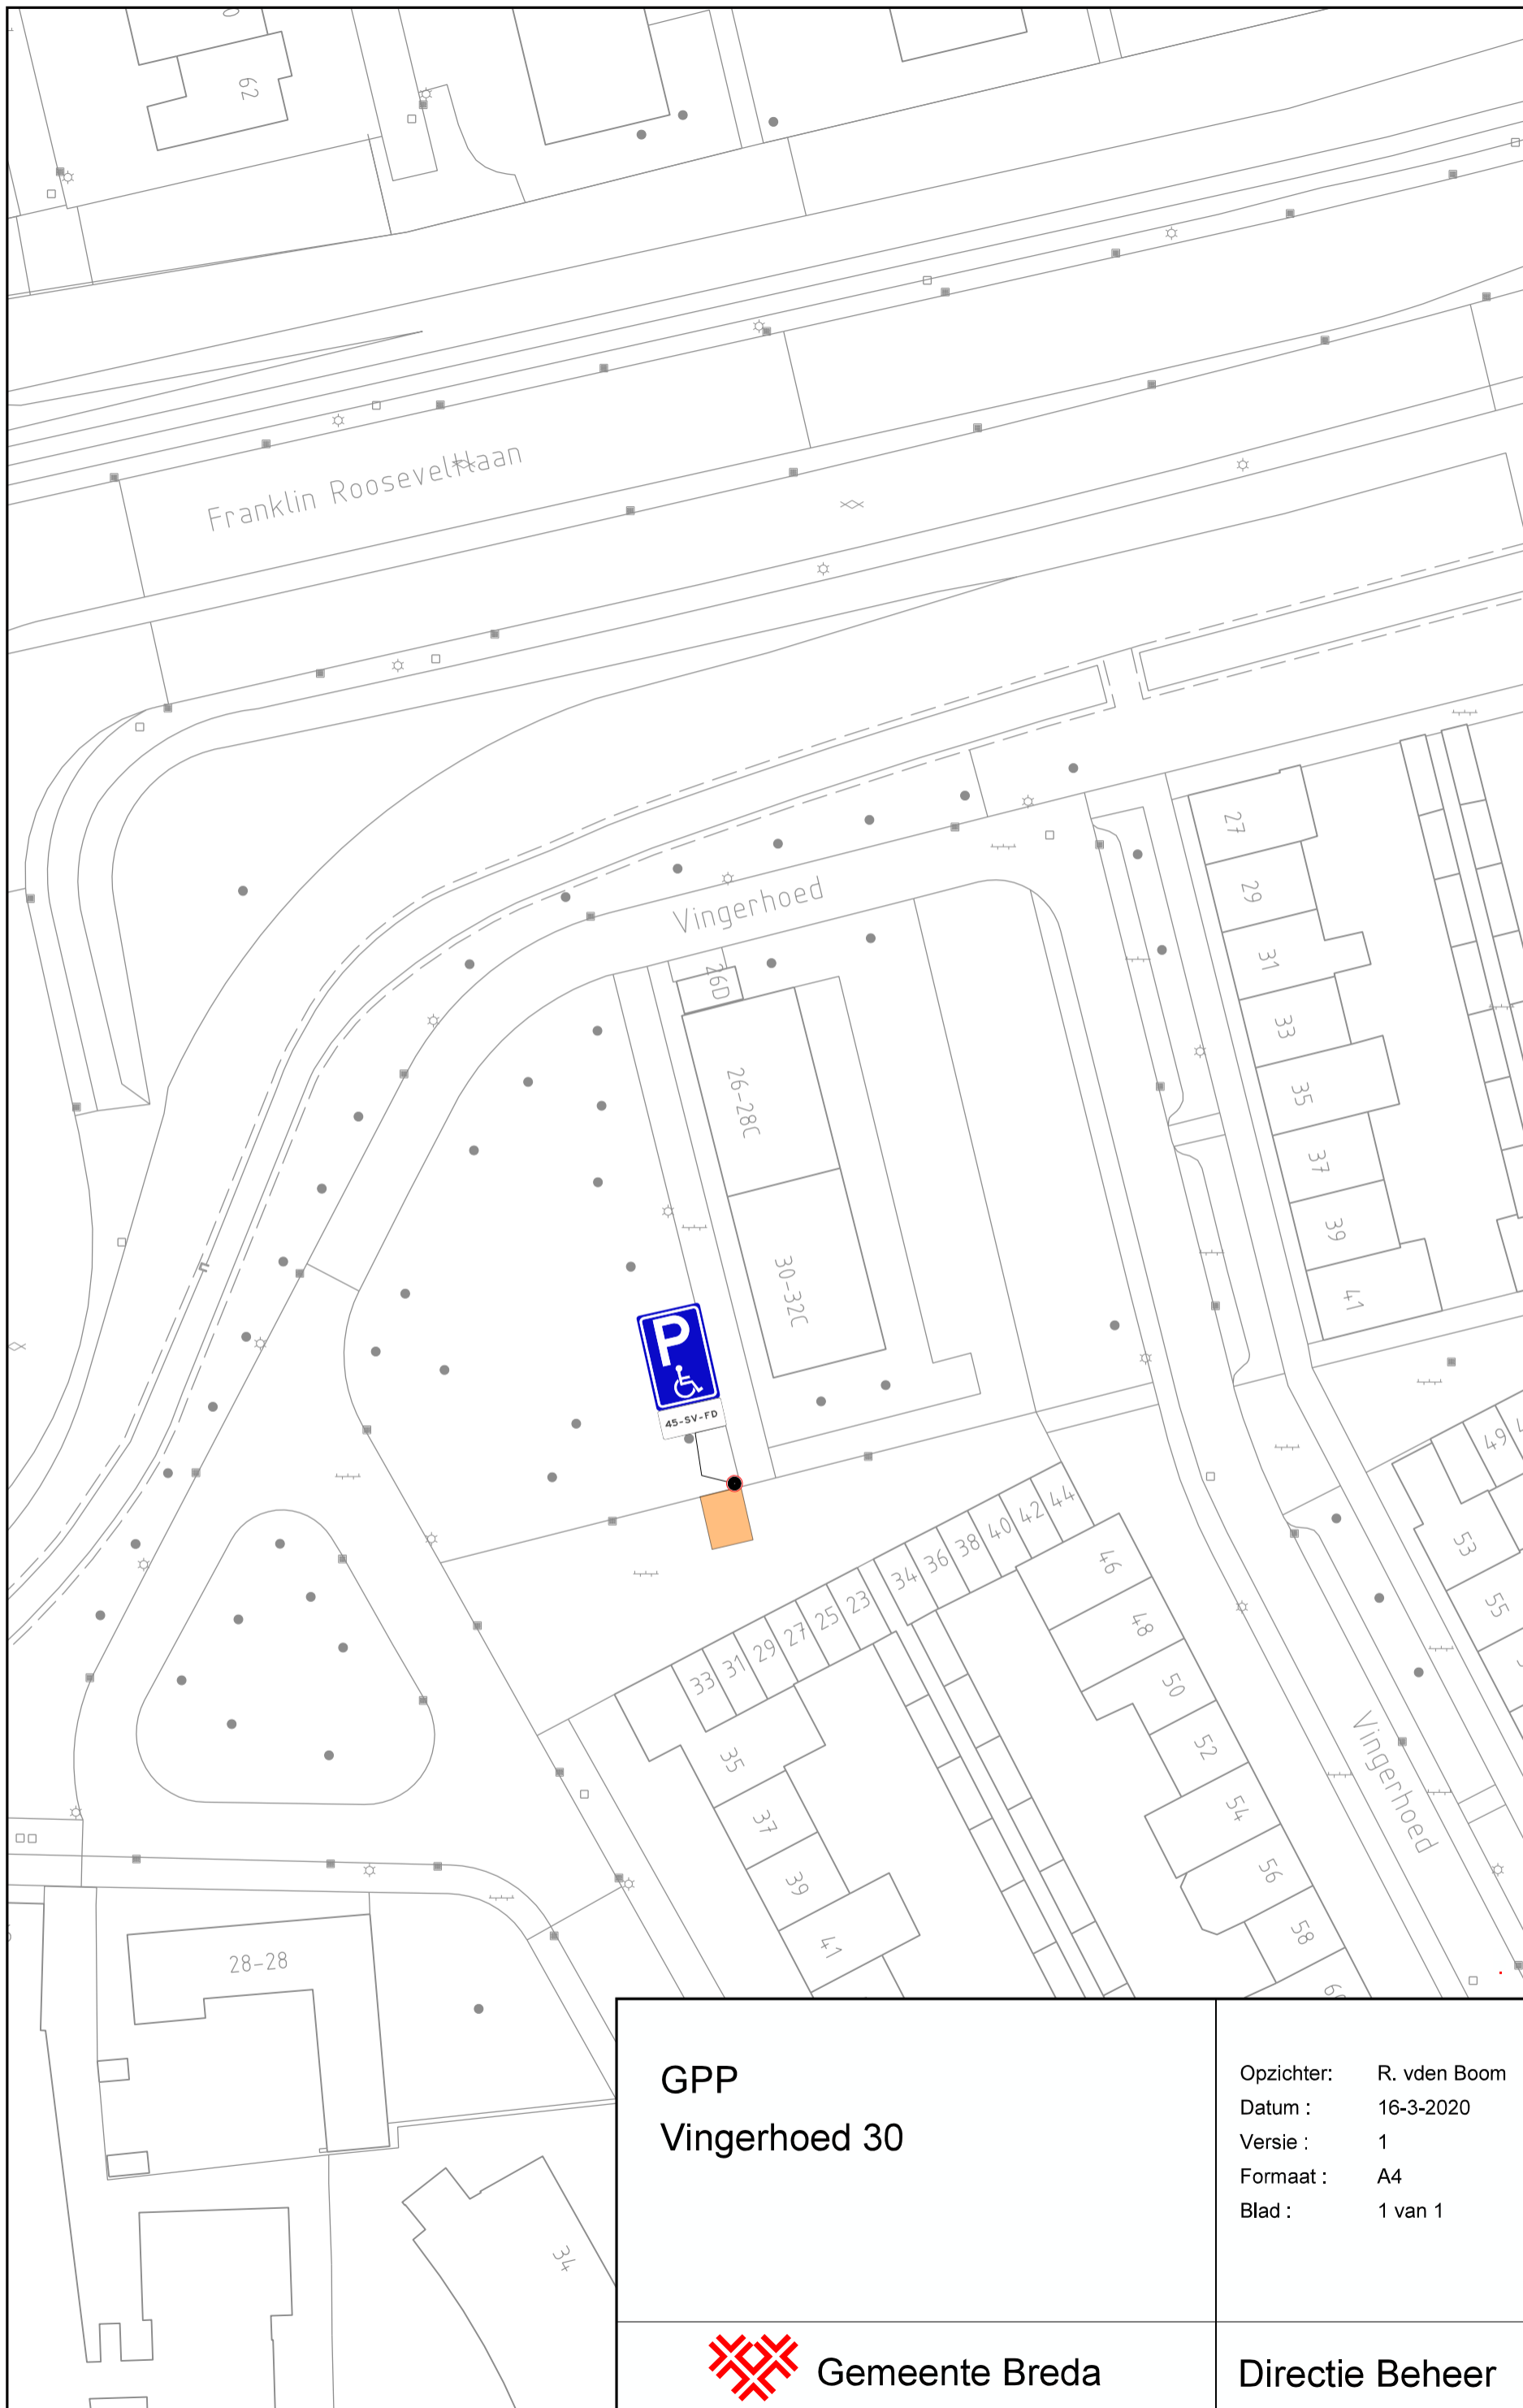 62
Franklin Rooseveltlaan
Vingerhoed
26D
26-28C
30-32C
27
29
31
33
35
37
39
41
P
45-SV-FD
49
53
55
44
42
40
38
36
34
23
25
27
29
31
33
46
48
50
52
54
56
58
35
37
39
41
Vingerhoed
28-28
34
GPP
Vingerhoed 30
Opzichter: R. vden Boom
Datum : 16-3-2020
Versie : 1
Formaat : A4
Blad : 1 van 1
Gemeente Breda
Directie Beheer